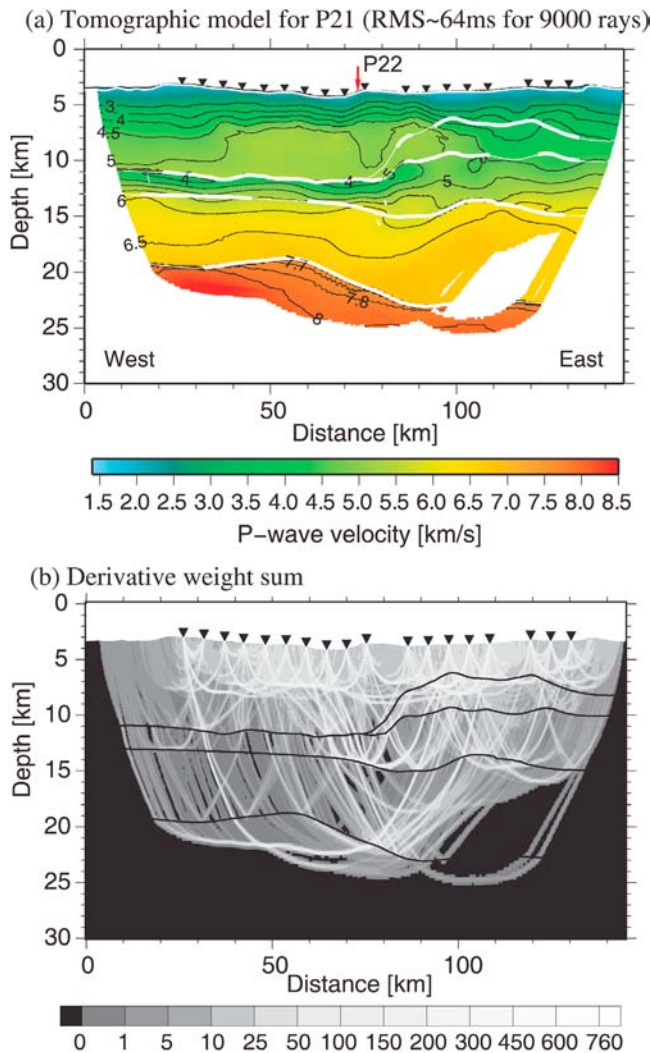 (a) Tomographic model for P21 (RMS~64ms for 9000 rays)
P22
0
5
10
15
20
25
30
Depth [km]
3
4
4.5
5
4
5
5
5
6
6.5
7.7
7.8
8
West
East
0
50
100
Distance [km]
1.5 2.0 2.5 3.0 3.5 4.0 4.5 5.0 5.5 6.0 6.5 7.0 7.5 8.0 8.5
P-wave velocity [km/s]
(b) Derivative weight sum
0
5
10
15
20
25
30
Depth [km]
0
50
100
Distance [km]
0 1 5 10 25 50 100 150 200 300 450 600 760